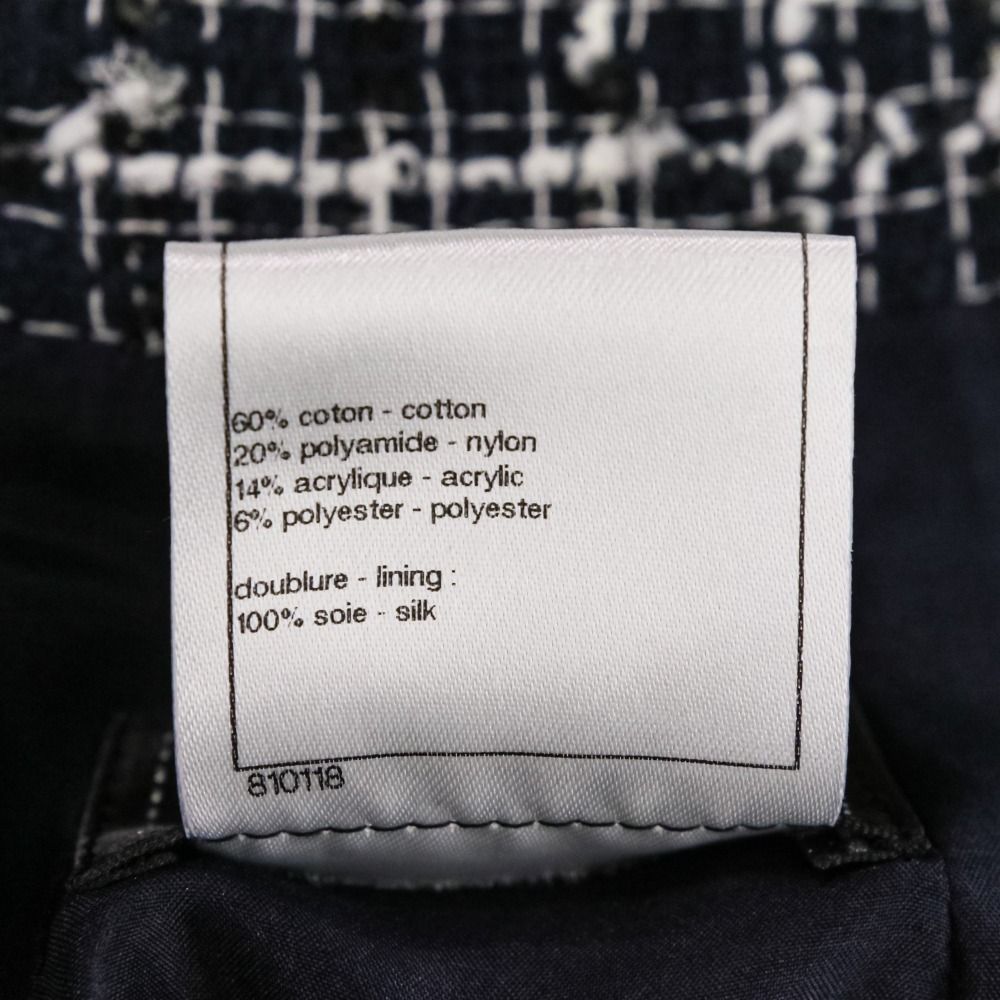 60% coton - cotton
20% polyamide - nylon
14% acrylique - acrylic
6% polyester - polyester
doublure - lining :
100% soie - silk
810118